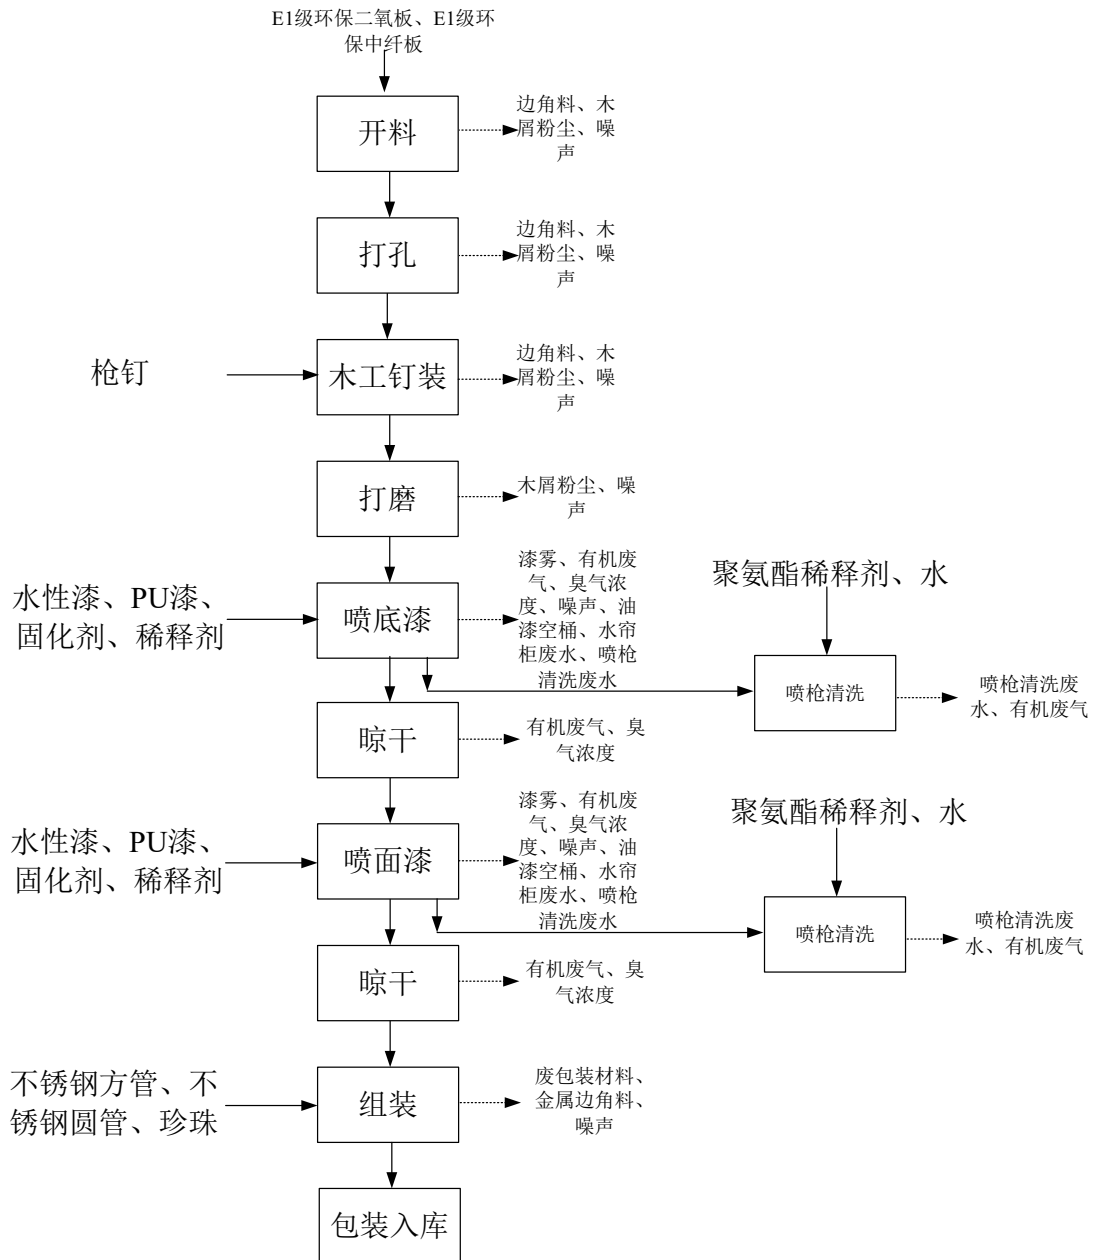 E1级环保二氧板、E1级环
保中纤板
开料
边角料、木
屑粉尘、噪
声
打孔
边角料、木
屑粉尘、噪
声
枪钉
木工钉装
边角料、木
屑粉尘、噪
声
打磨
木屑粉尘、噪
声
水性漆、PU漆、
固化剂、稀释剂
喷底漆
漆雾、有机废
气、臭气浓
度、噪声、油
漆空桶、水帘
柜废水、喷枪
清洗废水
聚氨酯稀释剂、水
喷枪清洗
喷枪清洗废
水、有机废气
晾干
有机废气、臭
气浓度
水性漆、PU漆、
固化剂、稀释剂
喷面漆
漆雾、有机废
气、臭气浓
度、噪声、油
漆空桶、水帘
柜废水、喷枪
清洗废水
聚氨酯稀释剂、水
喷枪清洗
喷枪清洗废
水、有机废气
晾干
有机废气、臭
气浓度
不锈钢方管、不
锈钢圆管、珍珠
组装
废包装材料、
金属边角料、
噪声
包装入库